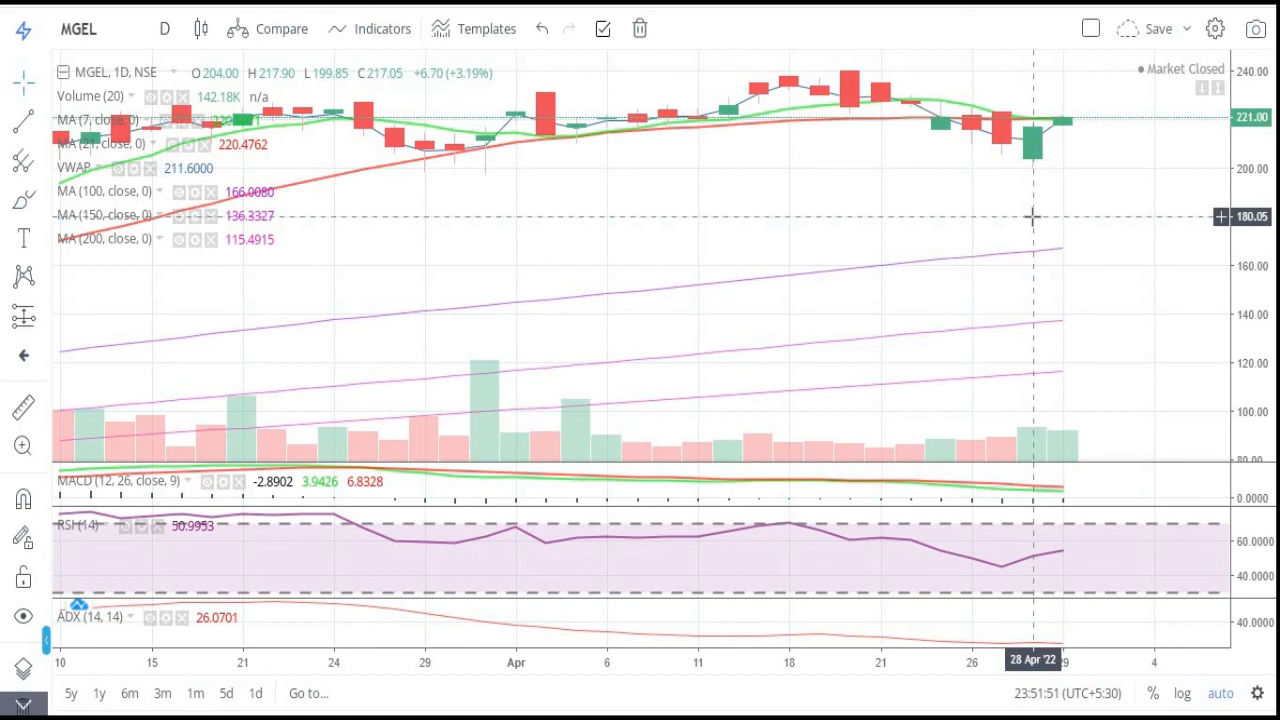 MGEL D Compare Indicators Templates Save
MGEL, 1D, NSE O204.00 H217.90 L199.85 C217.05 +6.70 (+3.19%)
Market Closed
Volume (20) 142.18K n/a
MA (7, close, 0)
MA (21, close, 0) 220.4762
VWAP 211.6000
MA (100, close, 0) 166.0080
MA (150, close, 0) 136.3327
MA (200, close, 0) 115.4915
240.00
221.00
200.00
180.05
160.00
140.00
120.00
100.00
80.00
MACD (12, 26, close, 9) -2.8902 3.9426 6.8328
0.0000
RSI (14) 50.9953
60.0000
40.0000
ADX (14, 14) 26.0701
40.0000
10 15 21 24 29 Apr 6 11 18 21 26 28 Apr '22 29 4
5y 1y 6m 3m 1m 5d 1d Go to... 23:51:51 (UTC+5:30) % log auto